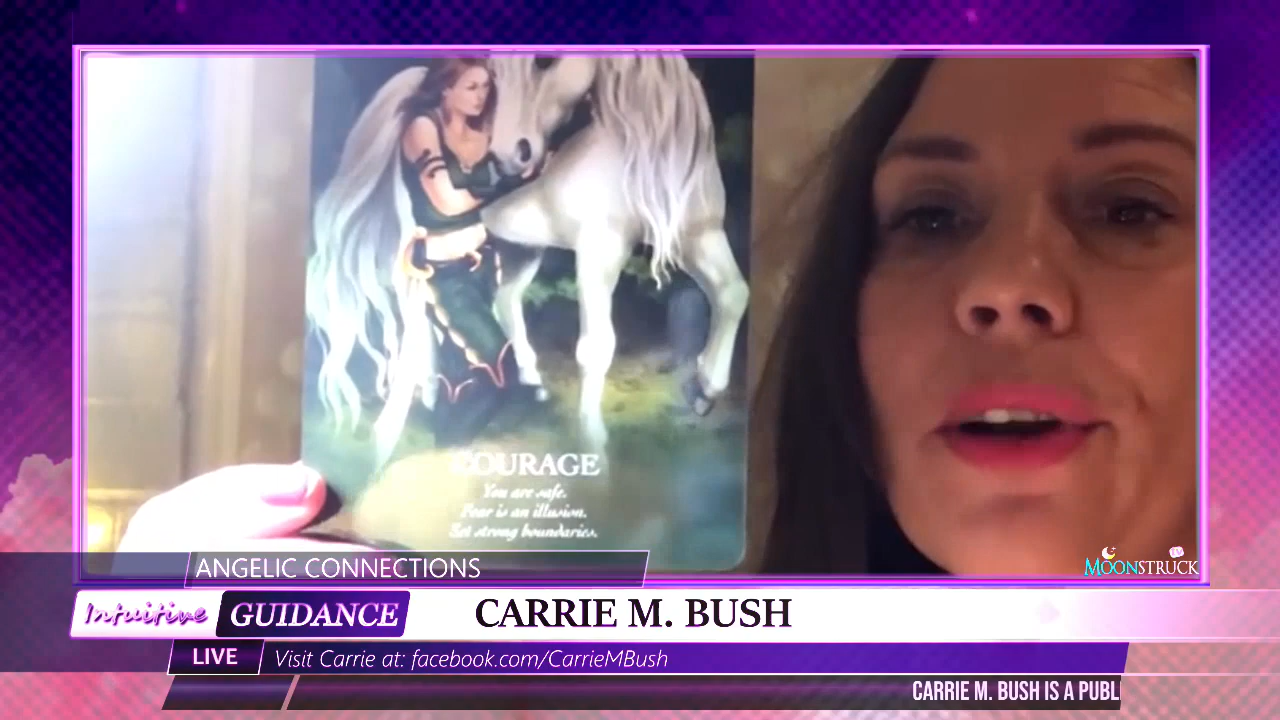 COURAGE
You are safe.
Fear is an illusion.
Set strong boundaries.
MOONSTRUCK
TV
ANGELIC CONNECTIONS
Intuitive GUIDANCE
CARRIE M. BUSH
LIVE
Visit Carrie at: facebook.com/CarrieMBush
CARRIE M. BUSH IS A PUBL